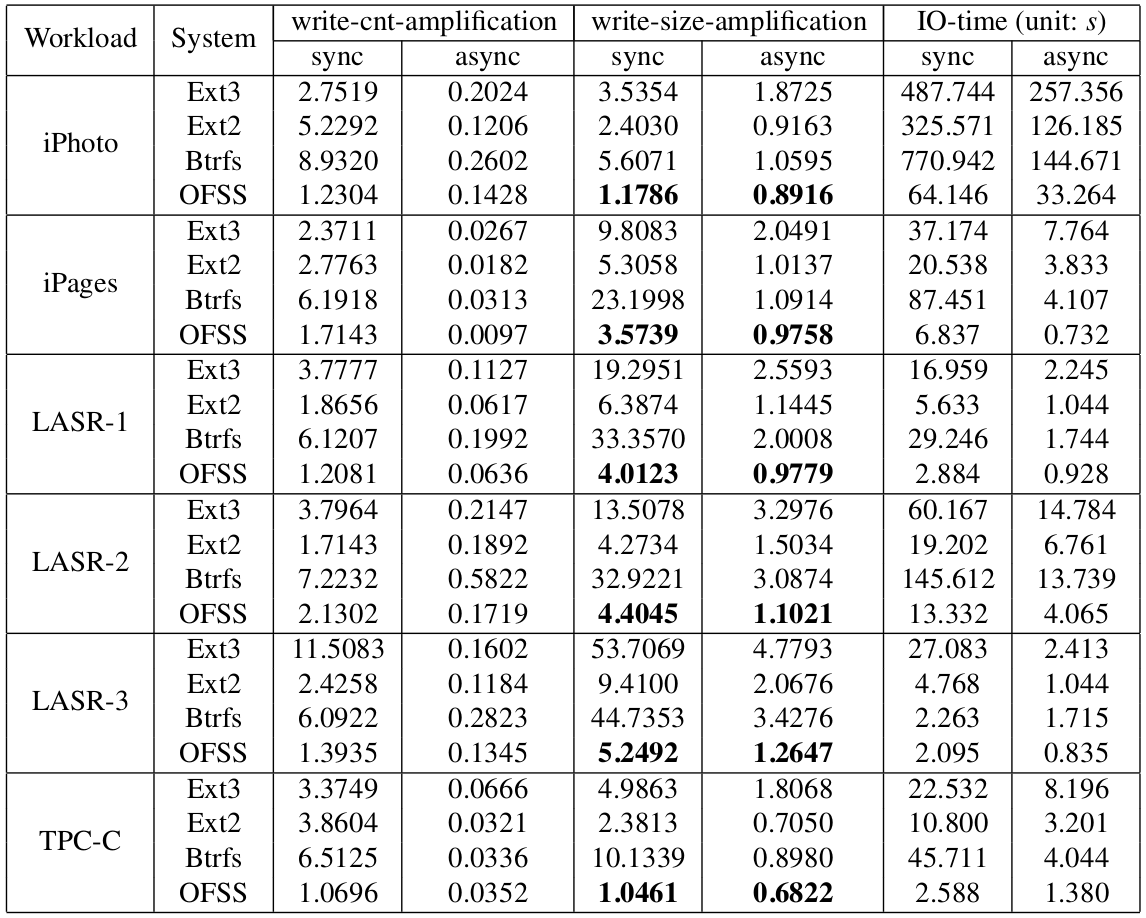 Workload System write-cnt-amplification write-size-amplification IO-time (unit: s)
sync async sync async sync async
iPhoto
Ext3 2.7519 0.2024 3.5354 1.8725 487.744 257.356
Ext2 5.2292 0.1206 2.4030 0.9163 325.571 126.185
Btrfs 8.9320 0.2602 5.6071 1.0595 770.942 144.671
OFSS 1.2304 0.1428 1.1786 0.8916 64.146 33.264
iPages
Ext3 2.3711 0.0267 9.8083 2.0491 37.174 7.764
Ext2 2.7763 0.0182 5.3058 1.0137 20.538 3.833
Btrfs 6.1918 0.0313 23.1998 1.0914 87.451 4.107
OFSS 1.7143 0.0097 3.5739 0.9758 6.837 0.732
LASR-1
Ext3 3.7777 0.1127 19.2951 2.5593 16.959 2.245
Ext2 1.8656 0.0617 6.3874 1.1445 5.633 1.044
Btrfs 6.1207 0.1992 33.3570 2.0008 29.246 1.744
OFSS 1.2081 0.0636 4.0123 0.9779 2.884 0.928
LASR-2
Ext3 3.7964 0.2147 13.5078 3.2976 60.167 14.784
Ext2 1.7143 0.1892 4.2734 1.5034 19.202 6.761
Btrfs 7.2232 0.5822 32.9221 3.0874 145.612 13.739
OFSS 2.1302 0.1719 4.4045 1.1021 13.332 4.065
LASR-3
Ext3 11.5083 0.1602 53.7069 4.7793 27.083 2.413
Ext2 2.4258 0.1184 9.4100 2.0676 4.768 1.044
Btrfs 6.0922 0.2823 44.7353 3.4276 2.263 1.715
OFSS 1.3935 0.1345 5.2492 1.2647 2.095 0.835
TPC-C
Ext3 3.3749 0.0666 4.9863 1.8068 22.532 8.196
Ext2 3.8604 0.0321 2.3813 0.7050 10.800 3.201
Btrfs 6.5125 0.0336 10.1339 0.8980 45.711 4.044
OFSS 1.0696 0.0352 1.0461 0.6822 2.588 1.380